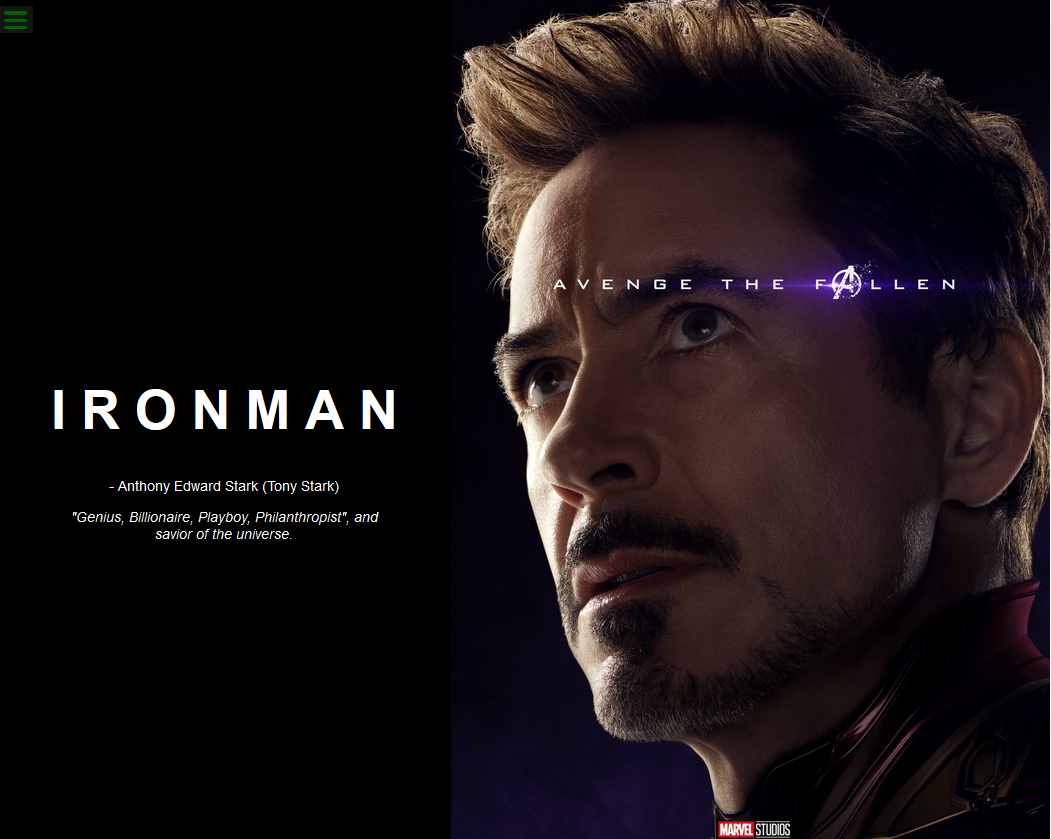 IRONMAN
- Anthony Edward Stark (Tony Stark)
"Genius, Billionaire, Playboy, Philanthropist", and
savior of the universe.
AVENGE THE FALLEN
MARVEL STUDIOS